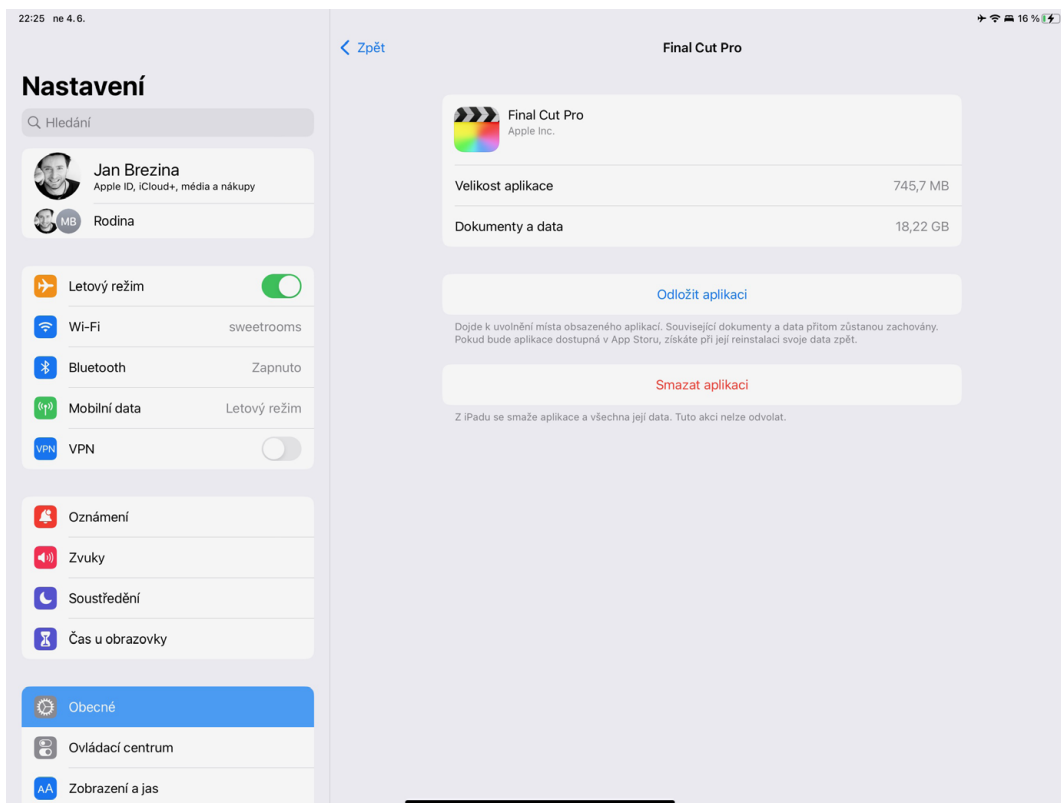 22:25 ne 4. 6.
16 %
Nastavení
Hledání
Jan Brezina
Apple ID, iCloud+, média a nákupy
MB
Rodina
Letový režim
Wi-Fi
sweetrooms
Bluetooth
Zapnuto
Mobilní data
Letový režim
VPN
VPN
Oznámení
Zvuky
Soustředění
Čas u obrazovky
Obecné
Ovládací centrum
AA
Zobrazení a jas
Zpět
Final Cut Pro
Final Cut Pro
Apple Inc.
Velikost aplikace
745,7 MB
Dokumenty a data
18,22 GB
Odložit aplikaci
Dojde k uvolnění místa obsazeného aplikací. Související dokumenty a data přitom zůstanou zachovány.
Pokud bude aplikace dostupná v App Storu, získáte při její reinstalaci svoje data zpět.
Smazat aplikaci
Z iPadu se smaže aplikace a všechna její data. Tuto akci nelze odvolat.